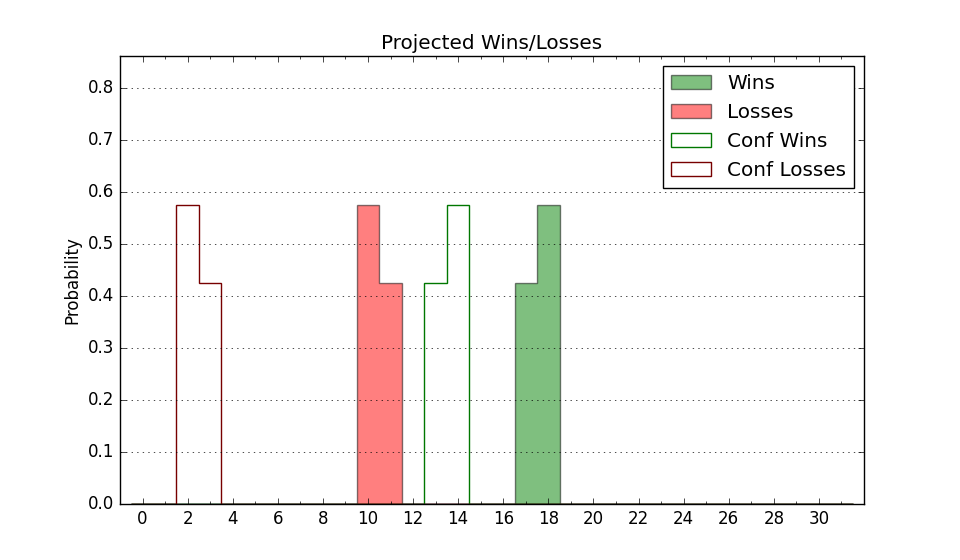 Projected Wins/Losses
Wins
Losses
Conf Wins
Conf Losses
Probability
0.8
0.7
0.6
0.5
0.4
0.3
0.2
0.1
0.0
0 2 4 6 8 10 12 14 16 18 20 22 24 26 28 30